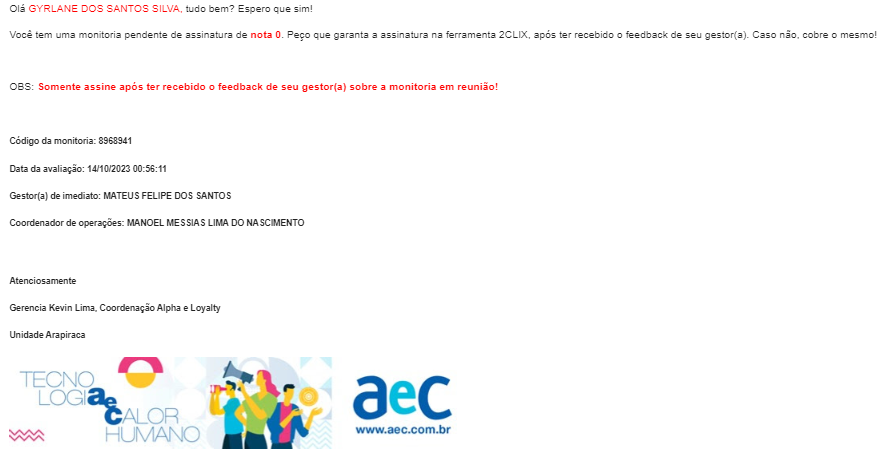 Olá GYRLANE DOS SANTOS SILVA, tudo bem? Espero que sim!
Você tem uma monitoria pendente de assinatura de nota 0. Peço que garanta a assinatura na ferramenta 2CLIX, após ter recebido o feedback de seu gestor(a). Caso não, cobre o mesmo!
OBS: Somente assine após ter recebido o feedback de seu gestor(a) sobre a monitoria em reunião!
Código da monitoria: 8968941
Data da avaliação: 14/10/2023 00:56:11
Gestor(a) de imediato: MATEUS FELIPE DOS SANTOS
Coordenador de operações: MANOEL MESSIAS LIMA DO NASCIMENTO
Atenciosamente
Gerencia Kevin Lima, Coordenação Alpha e Loyalty
Unidade Arapiraca
TECNO
LOGIAeC
CALOR
HUMANO
aec
www.aec.com.br